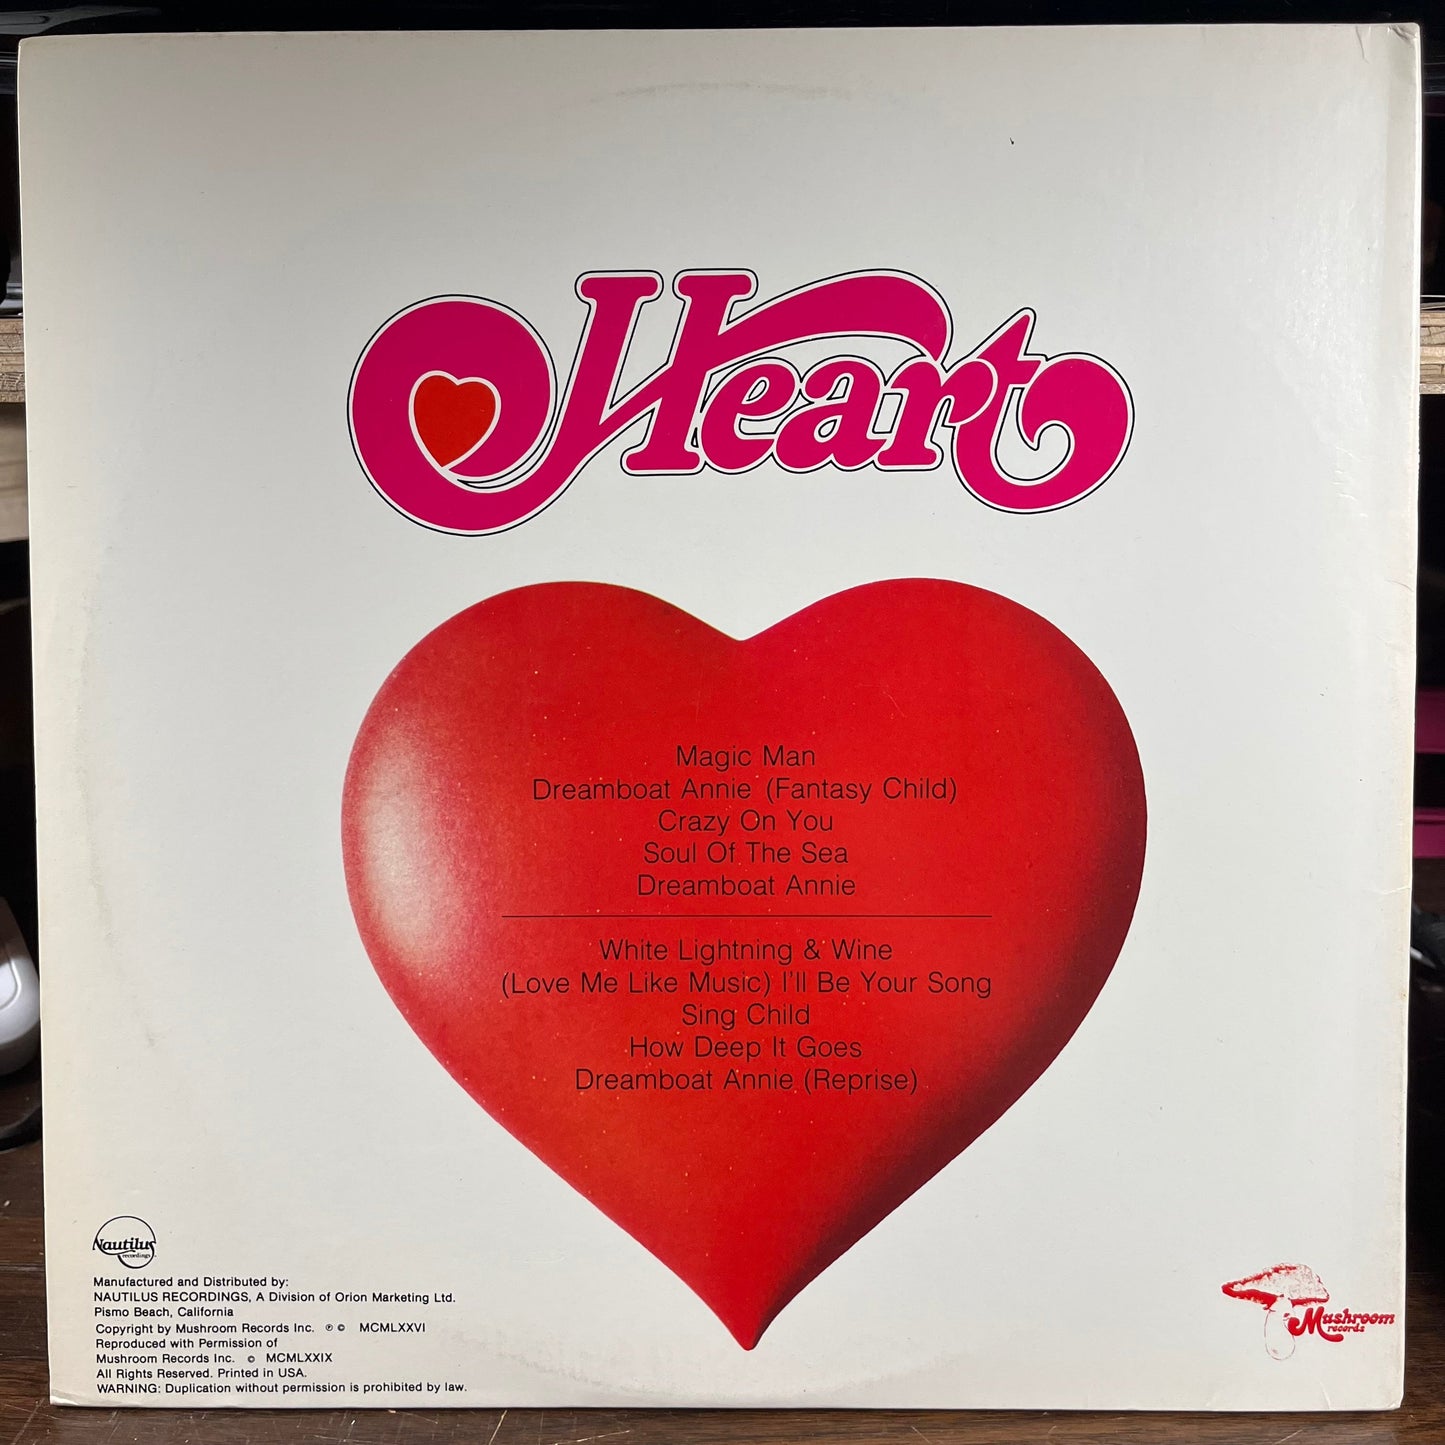 Heart
Magic Man
Dreamboat Annie (Fantasy Child)
Crazy On You
Soul Of The Sea
Dreamboat Annie
White Lightning & Wine
(Love Me Like Music) I'll Be Your Song
Sing Child
How Deep It Goes
Dreamboat Annie (Reprise)
Nautilus
recordings
Manufactured and Distributed by:
NAUTILUS RECORDINGS, A Division of Orion Marketing Ltd.
Pismo Beach, California
Copyright by Mushroom Records Inc. ℗ © MCMLXXVI
Reproduced with Permission of
Mushroom Records Inc. © MCMLXXIX
All Rights Reserved. Printed in USA.
WARNING: Duplication without permission is prohibited by law.
Mushroom
records